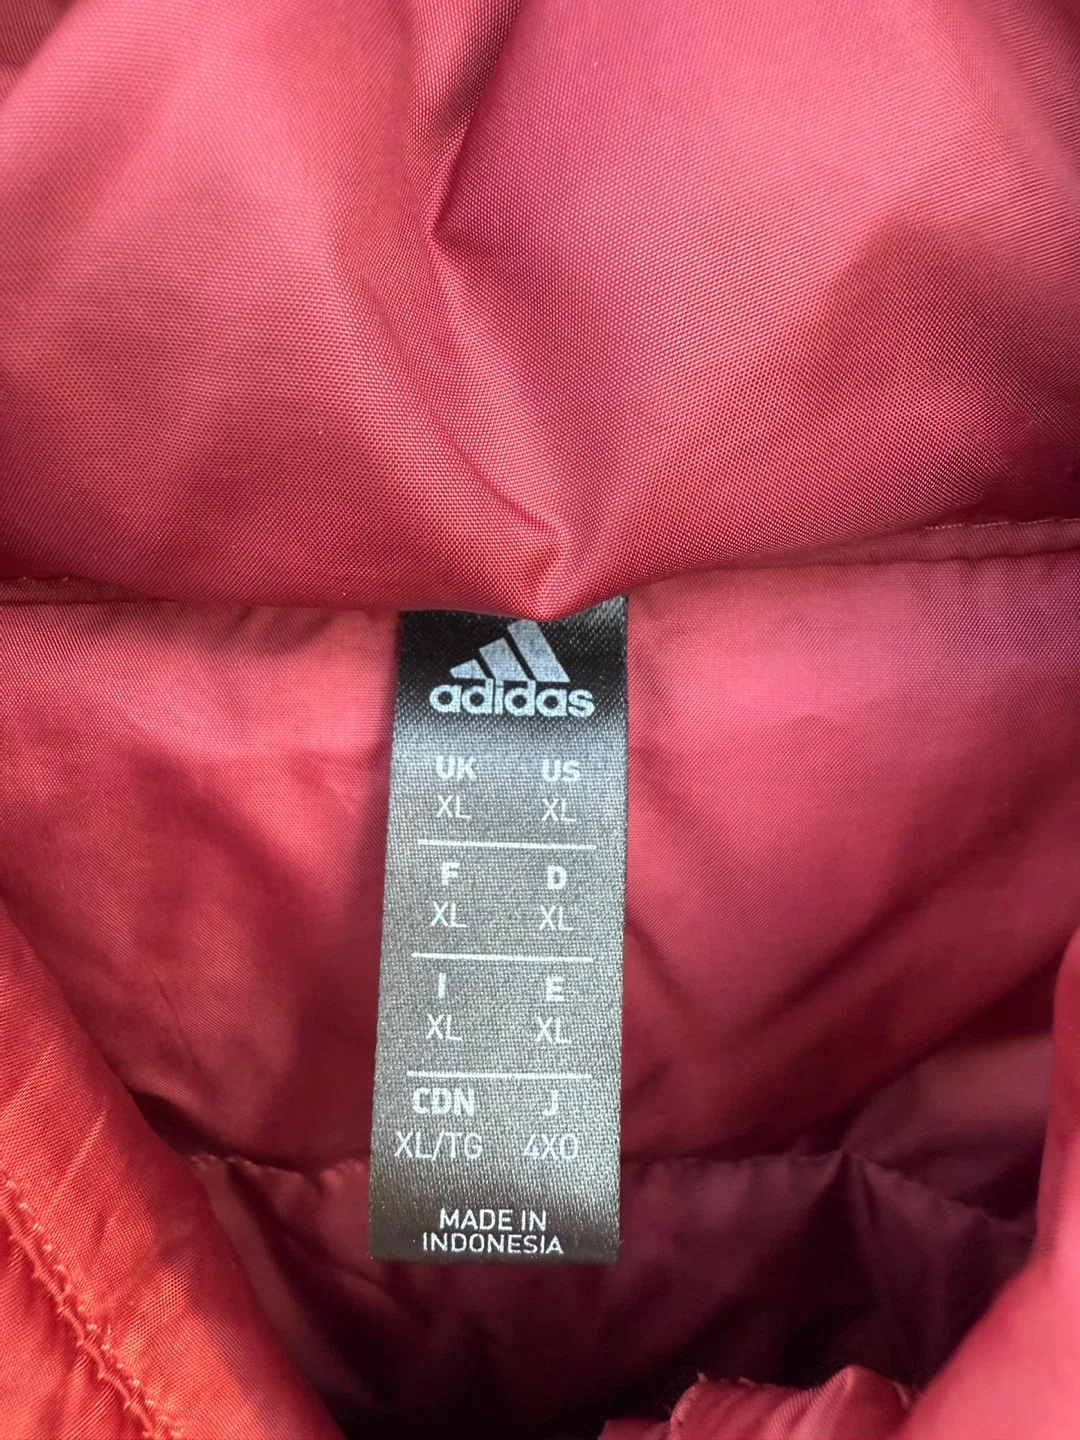 adidas
UK US
XL XL
F D
XL XL
I E
XL XL
CDN J
XL/TG 4XO
MADE IN
INDONESIA